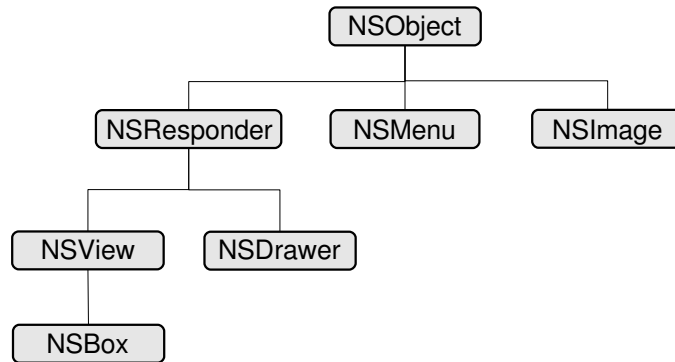 NSObject
NSResponder
NSMenu
NSImage
NSView
NSDrawer
NSBox